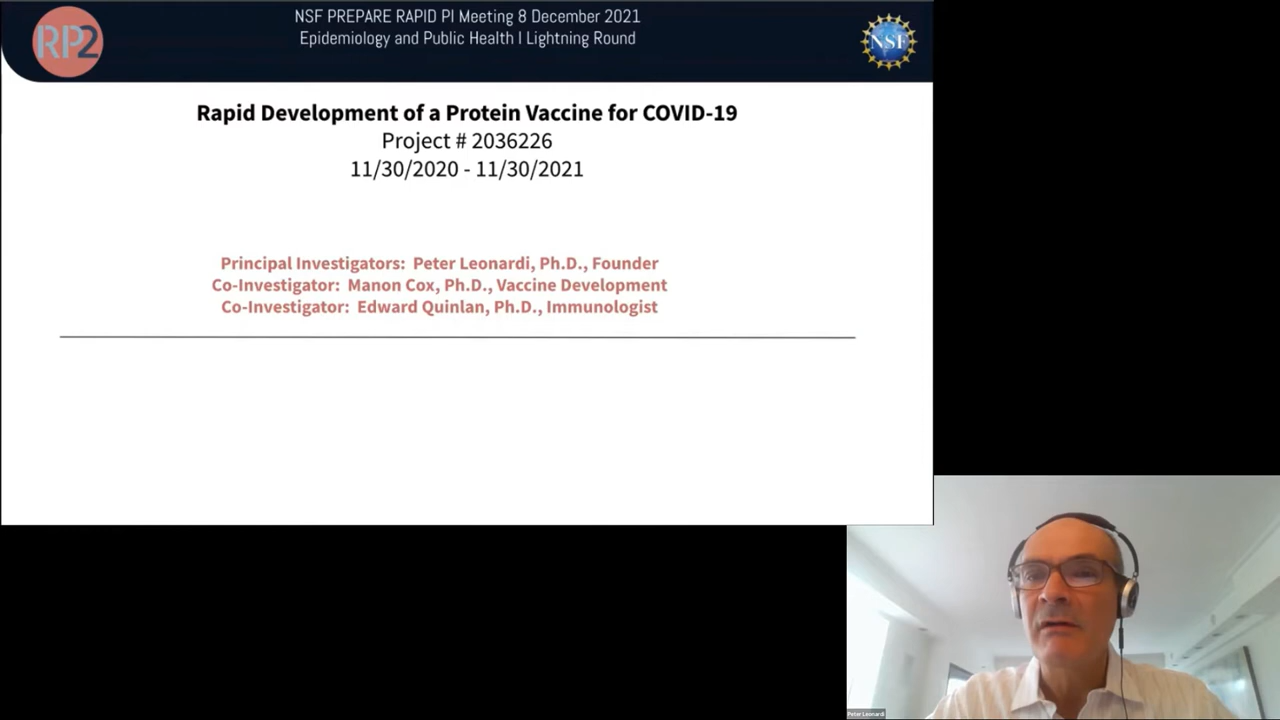 RP2
NSF PREPARE RAPID PI Meeting 8 December 2021
Epidemiology and Public Health I Lightning Round
NSF
Rapid Development of a Protein Vaccine for COVID-19
Project # 2036226
11/30/2020 - 11/30/2021
Principal Investigators: Peter Leonardi, Ph.D., Founder
Co-Investigator: Manon Cox, Ph.D., Vaccine Development
Co-Investigator: Edward Quinlan, Ph.D., Immunologist
Peter Leonardi